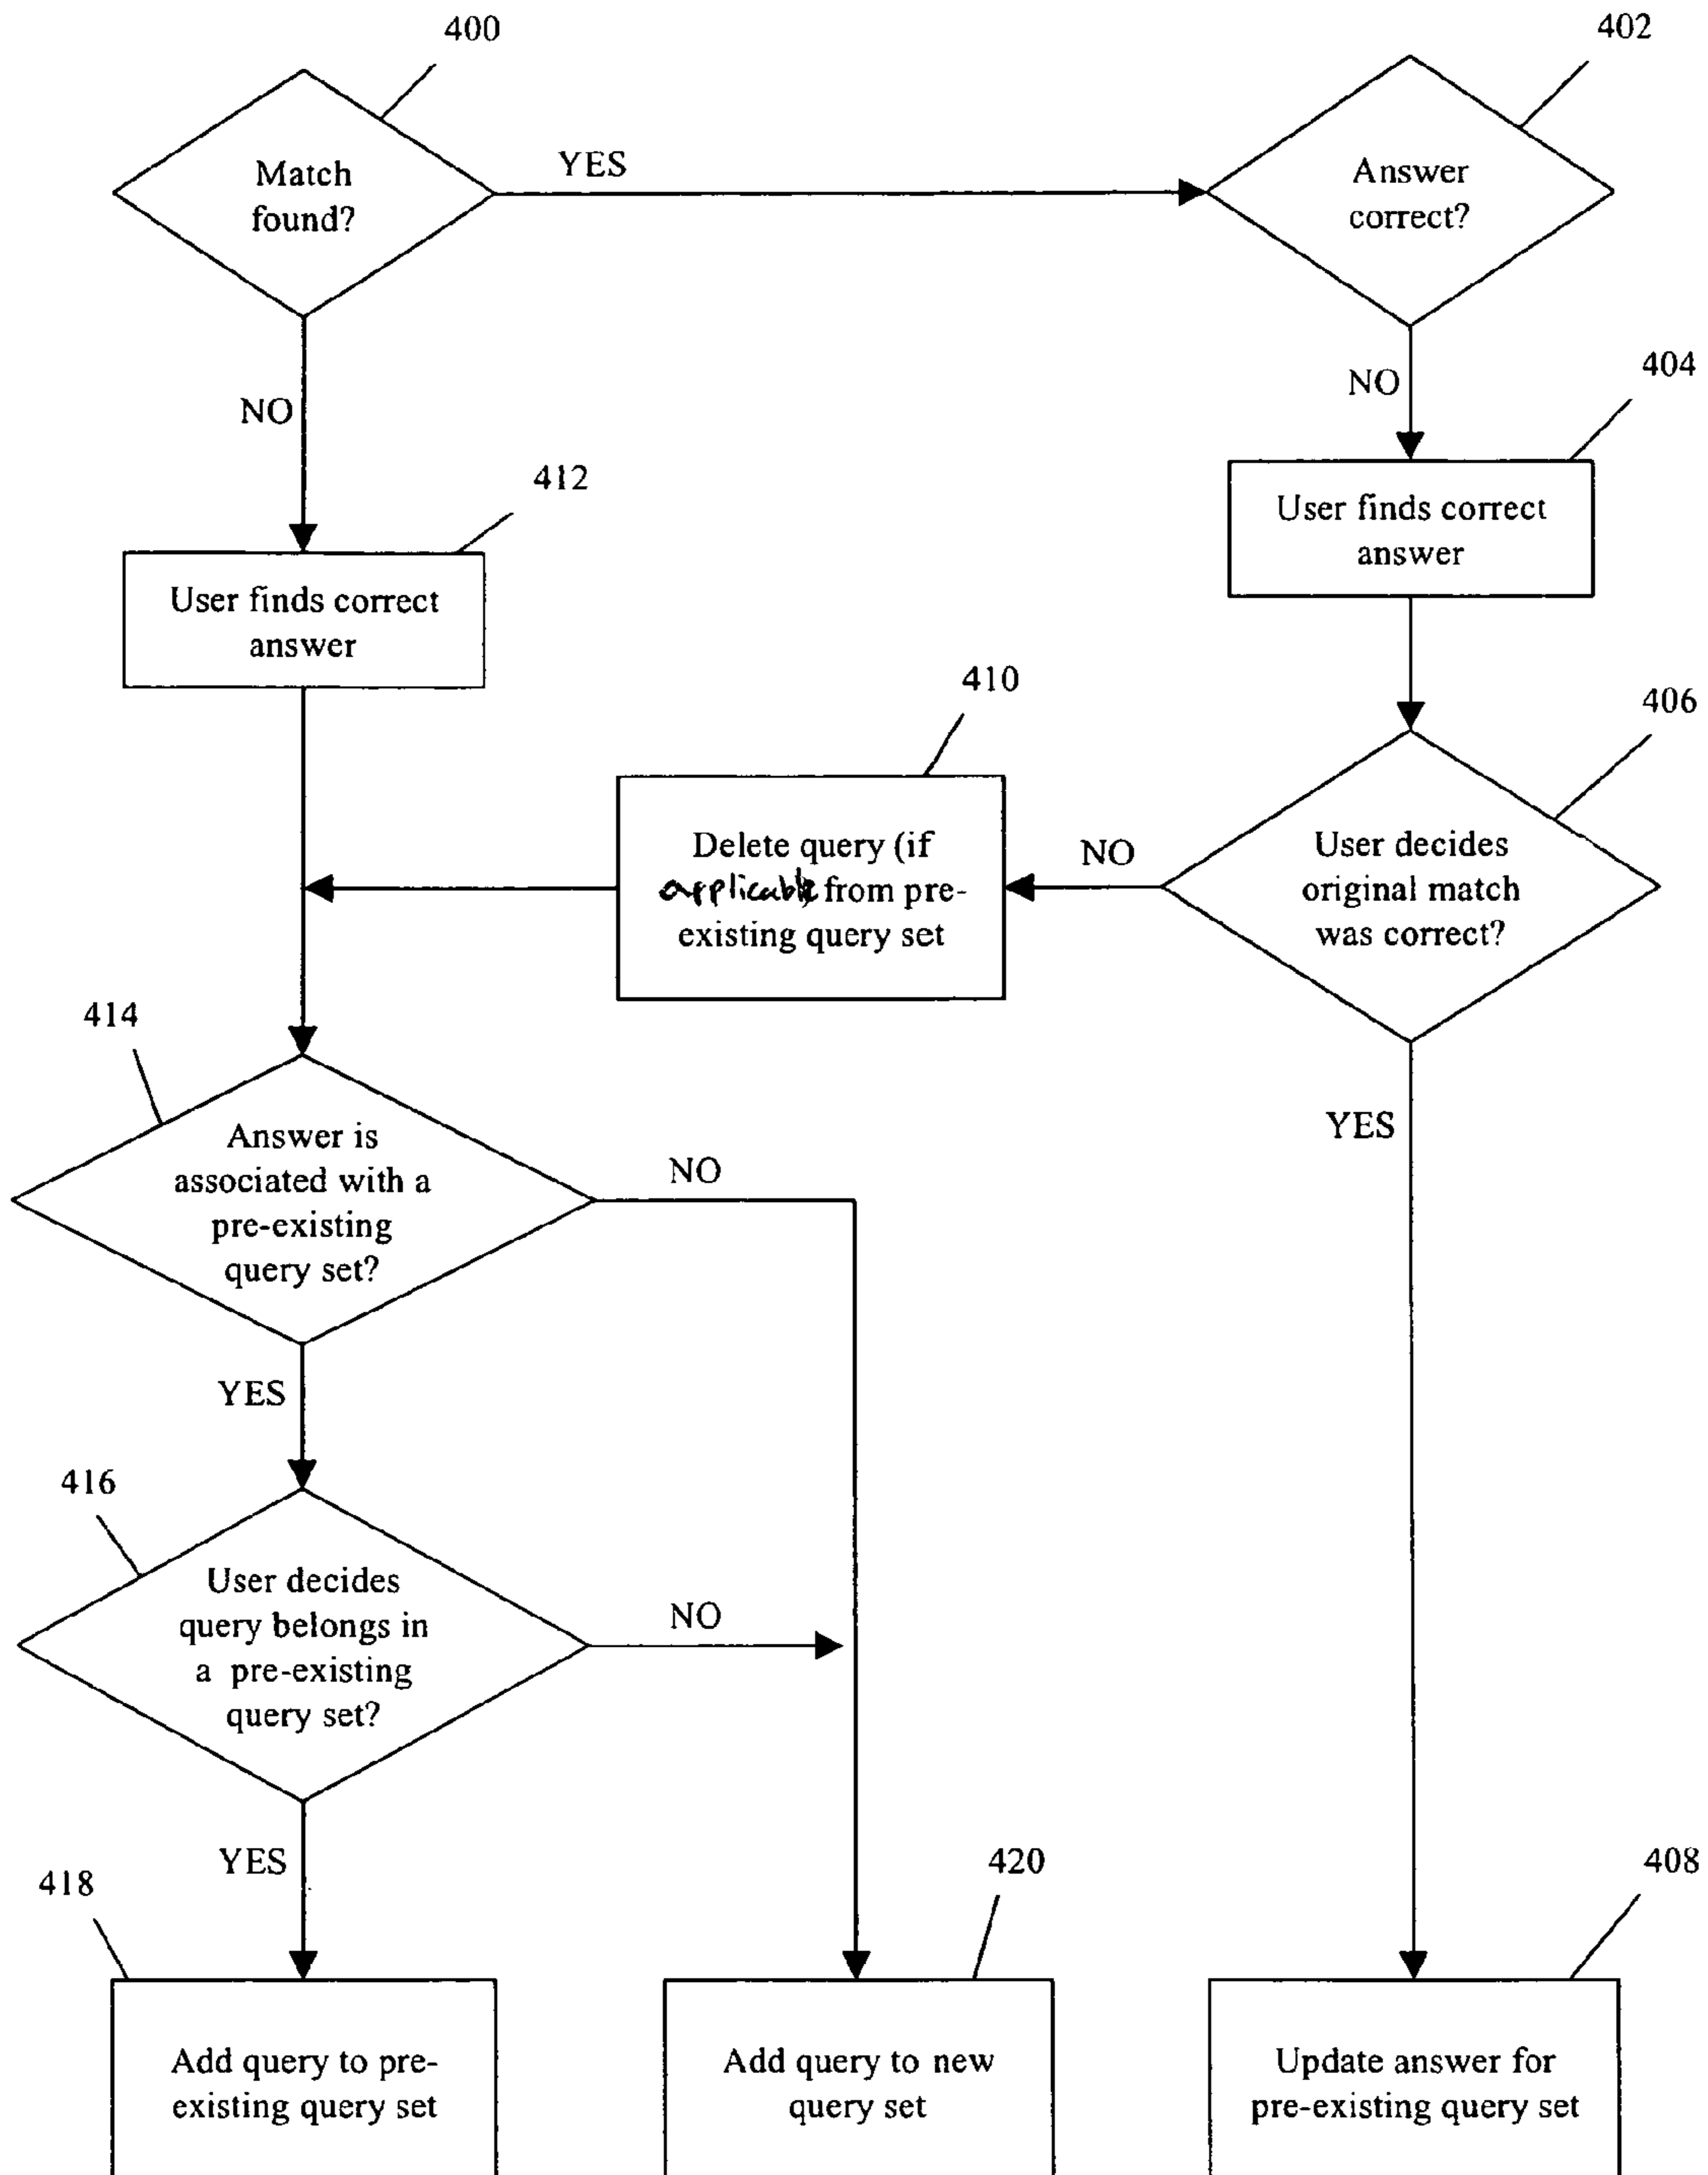 400
402
Match
found?
YES
Answer
correct?
NO
404
NO
412
User finds correct
answer
User finds correct
answer
410
406
Delete query (if
applicable) from pre-
existing query set
NO
User decides
original match
was correct?
414
YES
Answer is
associated with a
pre-existing
query set?
NO
YES
416
User decides
query belongs in
a pre-existing
query set?
NO
YES
418
420
408
Add query to pre-
existing query set
Add query to new
query set
Update answer for
pre-existing query set